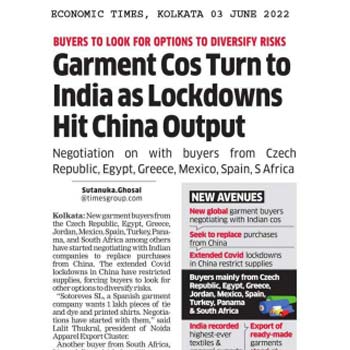 ECONOMIC TIMES, KOLKATA 03 JUNE 2022
BUYERS TO LOOK FOR OPTIONS TO DIVERSIFY RISKS
Garment Cos Turn to
India as Lockdowns
Hit China Output
Negotiation on with buyers from Czech
Republic, Egypt, Greece, Mexico, Spain, S Africa
Sutanuka.Ghosal
@timesgroup.com
Kolkata: New garment buyers from
the Czech Republic, Egypt, Greece,
Jordan, Mexico, Spain, Turkey, Pana-
ma, and South Africa among others
have started negotiating with Indian
companies to replace purchases
from China. The extended Covid
lockdowns in China have restricted
supplies, forcing buyers to look for
other options to diversify risks.
"Sotoreves SL, a Spanish garment
company wants 1 lakh pieces of tie
and dye and printed shirts. Negotia-
tions have started with them," said
Lalit Thukral, president of Noida
Apparel Export Cluster.
Another buyer from South Africa,
NEW AVENUES
New global garment buyers
negotiating with Indian cos
Seek to replace purchases
from China
Extended Covid lockdowns
in China restrict supplies
Buyers mainly from Czech
Republic, Egypt, Greece,
Jordan, Mexico, Spain,
Turkey, Panama
& South Africa
India recorded
highest-ever
textiles &
Export of
ready-made
garments